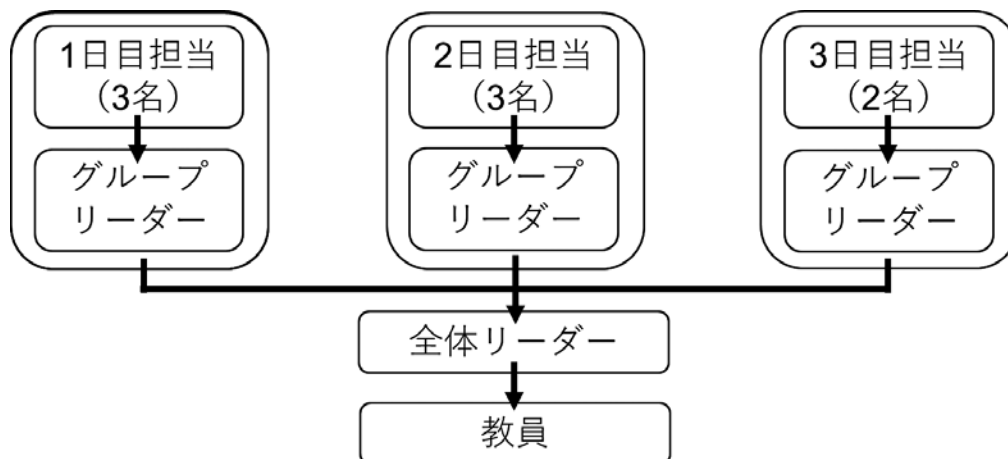 1日目担当
（3名）
グループ
リーダー
2日目担当
（3名）
グループ
リーダー
3日目担当
（2名）
グループ
リーダー
全体リーダー
教員